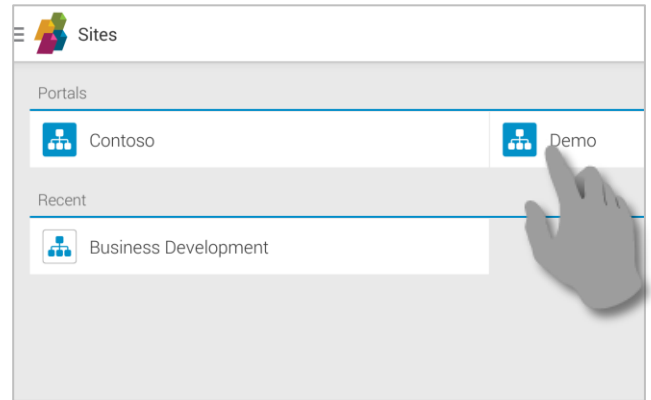 Sites
Portals
Contoso
Demo
Recent
Business Development